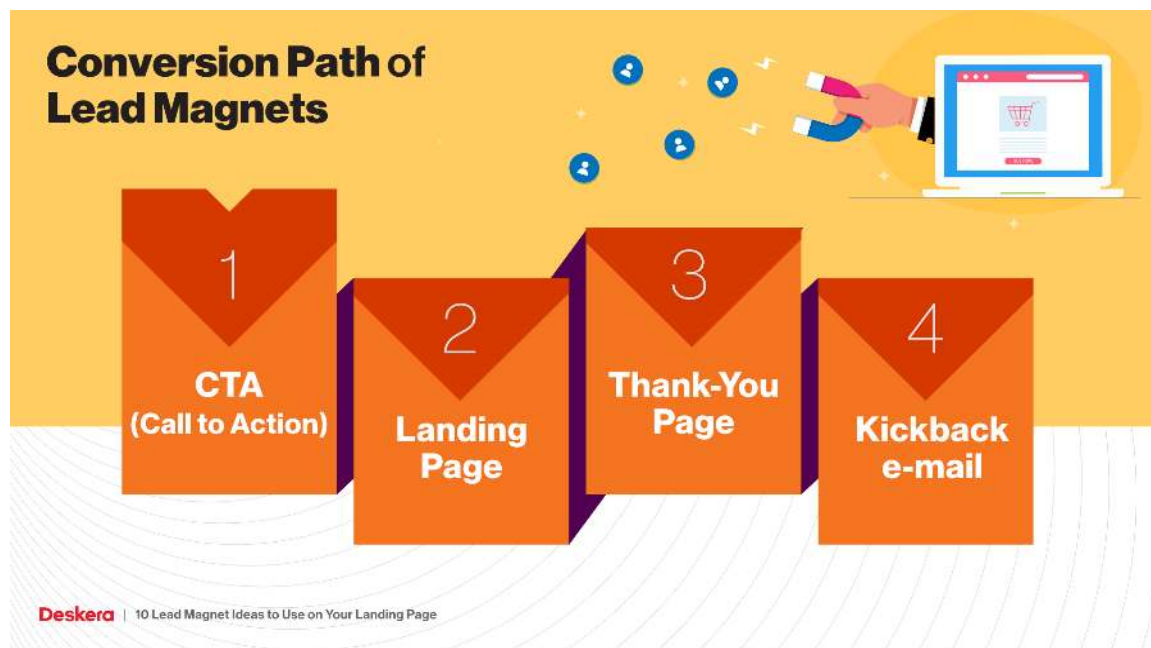 Conversion Path of
Lead Magnets
1
CTA
(Call to Action)
2
Landing
Page
3
Thank-You
Page
4
Kickback
e-mail
Deskera | 10 Lead Magnet Ideas to Use on Your Landing Page